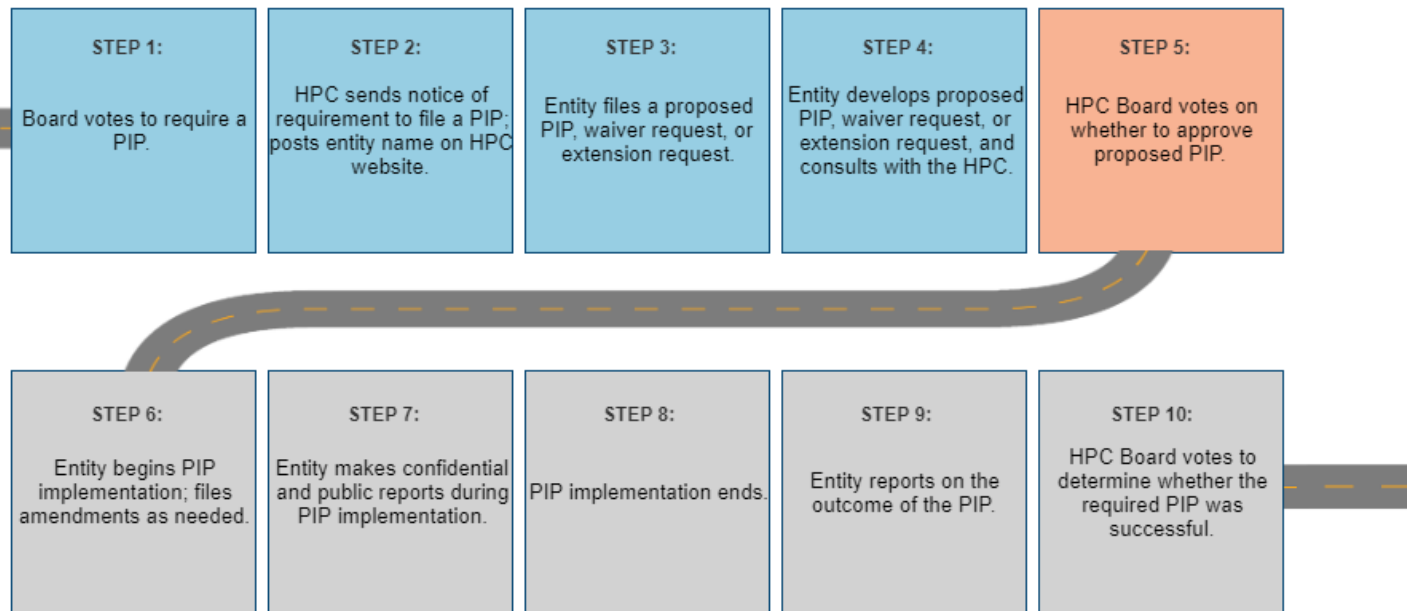 STEP 1:
Board votes to require a
PIP.
STEP 2:
HPC sends notice of
requirement to file a PIP;
posts entity name on HPC
website.
STEP 3:
Entity files a proposed
PIP, waiver request, or
extension request.
STEP 4:
Entity develops proposed
PIP, waiver request, or
extension request, and
consults with the HPC.
STEP 5:
HPC Board votes on
whether to approve
proposed PIP.
STEP 6:
Entity begins PIP
implementation; files
amendments as needed.
STEP 7:
Entity makes confidential
and public reports during
PIP implementation.
STEP 8:
PIP implementation ends.
STEP 9:
Entity reports on the
outcome of the PIP.
STEP 10:
HPC Board votes to
determine whether the
required PIP was
successful.